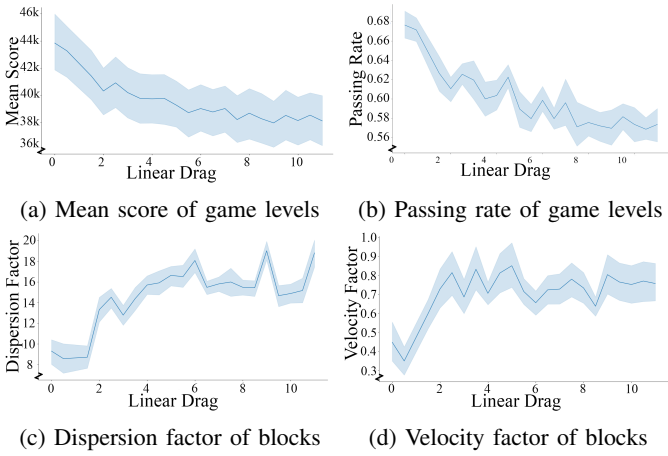 46k
44k
42k
40k
38k
36k
Mean Score
0 2 4 6 8 10
Linear Drag
(a) Mean score of game levels
0.68
0.66
0.64
0.62
0.60
0.58
0.56
Passing Rate
0 2 4 6 8 10
Linear Drag
(b) Passing rate of game levels
20
18
16
14
12
10
8
Dispersion Factor
0 2 4 6 8 10
Linear Drag
(c) Dispersion factor of blocks
1.0
0.9
0.8
0.7
0.6
0.5
0.4
0.3
Velocity Factor
0 2 4 6 8 10
Linear Drag
(d) Velocity factor of blocks